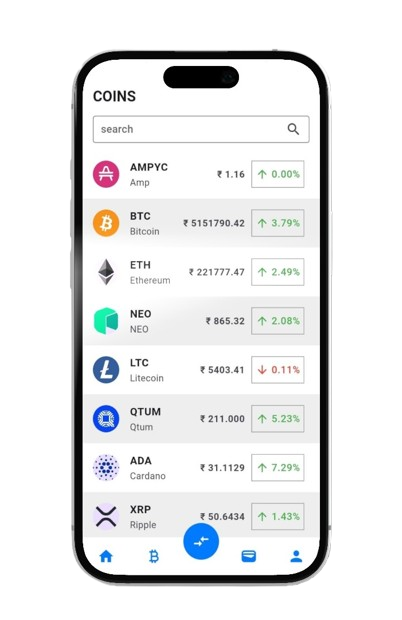 COINS
search
AMPYC
Amp
₹ 1.16
0.00%
BTC
Bitcoin
₹ 5151790.42
3.79%
ETH
Ethereum
₹ 221777.47
2.49%
NEO
NEO
₹ 865.32
2.08%
LTC
Litecoin
₹ 5403.41
0.11%
QTUM
Qtum
₹ 211.000
5.23%
ADA
Cardano
₹ 31.1129
7.29%
XRP
Ripple
₹ 50.6434
1.43%